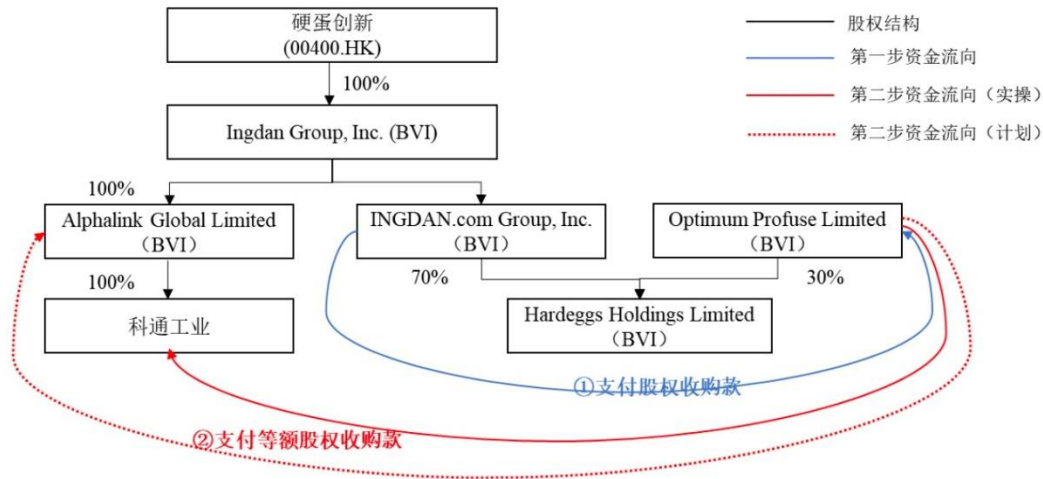 硬蛋创新
(00400.HK)
100%
Ingdan Group, Inc. (BVI)
100%
Alphalink Global Limited
（BVI）
INGDAN.com Group, Inc.
（BVI）
Optimum Profuse Limited
（BVI）
100%
70%
30%
科通工业
Hardeggs Holdings Limited
（BVI）
①支付股权收购款
②支付等额股权收购款
股权结构
第一步资金流向
第二步资金流向（实操）
第二步资金流向（计划）